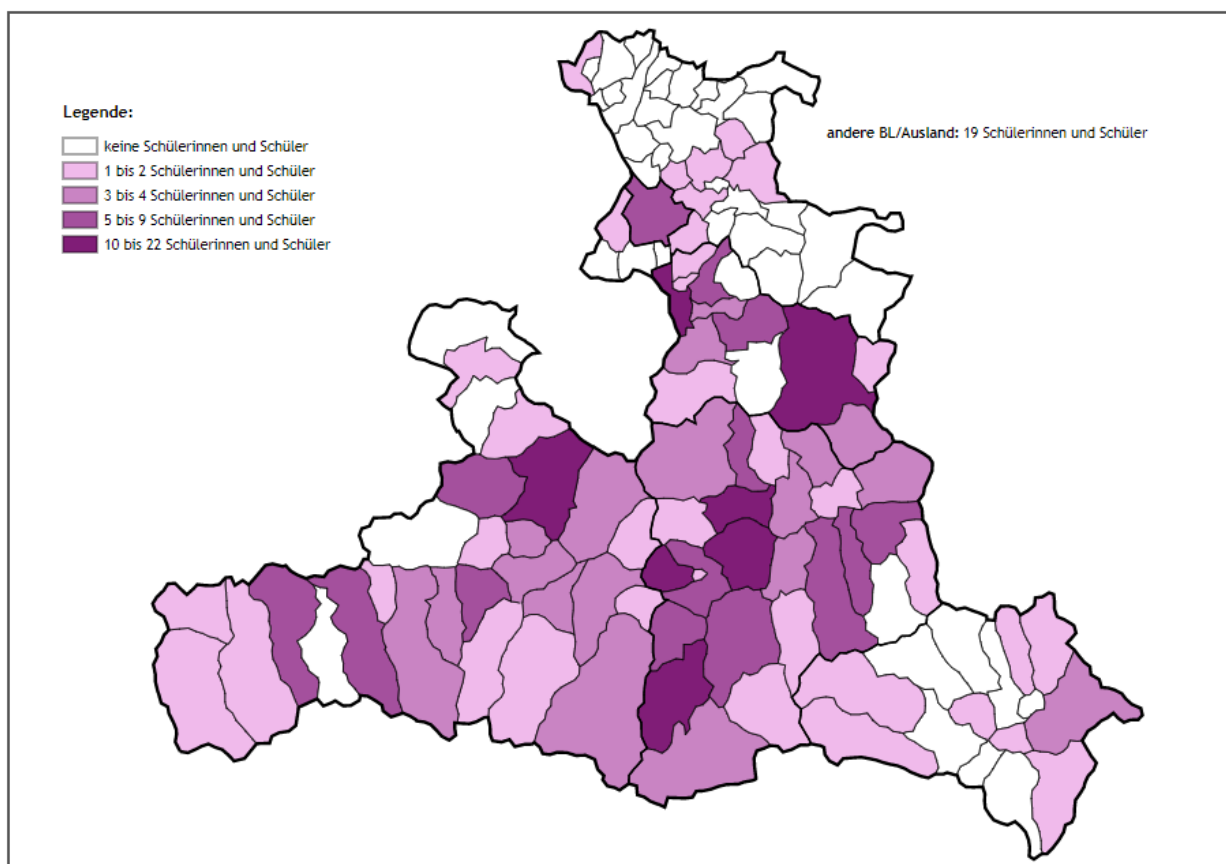 Legende:
keine Schülerinnen und Schüler
1 bis 2 Schülerinnen und Schüler
3 bis 4 Schülerinnen und Schüler
5 bis 9 Schülerinnen und Schüler
10 bis 22 Schülerinnen und Schüler
andere BL/Ausland: 19 Schülerinnen und Schüler